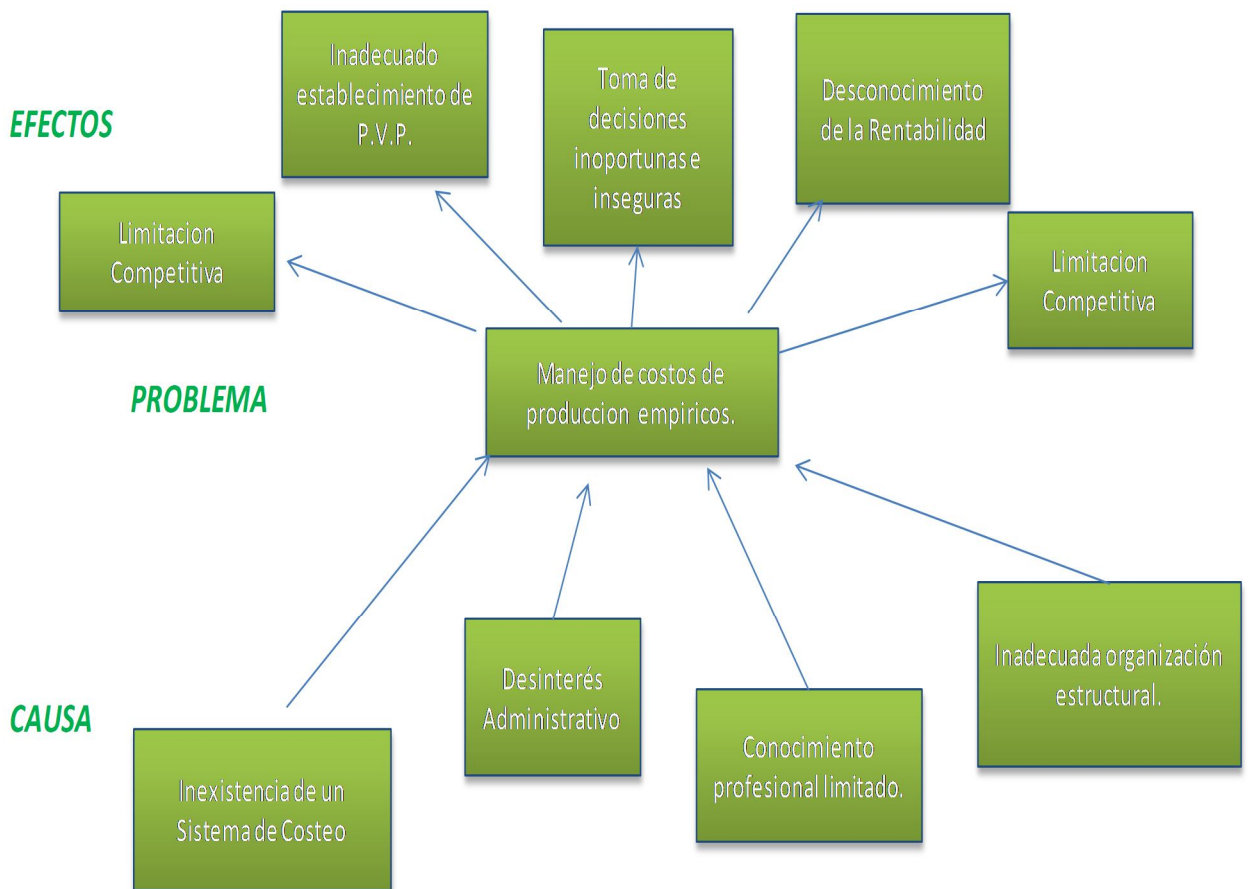 EFECTOS
Inadecuado
establecimiento de
P.V.P.
Toma de
decisiones
inoportunas e
inseguras
Desconocimiento
de la Rentabilidad
Limitacion
Competitiva
Limitacion
Competitiva
PROBLEMA
Manejo de costos de
produccion empiricos.
CAUSA
Inexistencia de un
Sistema de Costeo
Desinterés
Administrativo
Conocimiento
profesional limitado.
Inadecuada organización
estructural.